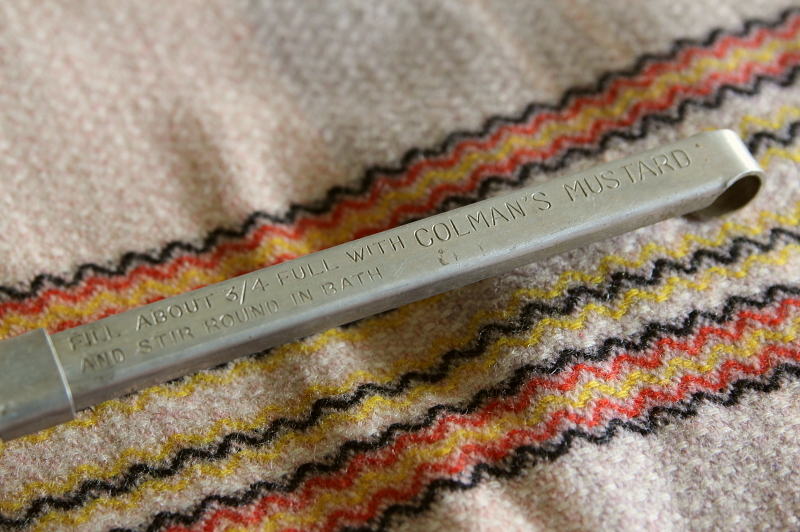 FILL ABOUT 3/4 FULL WITH COLMAN'S MUSTARD
AND STIR ROUND IN BATH